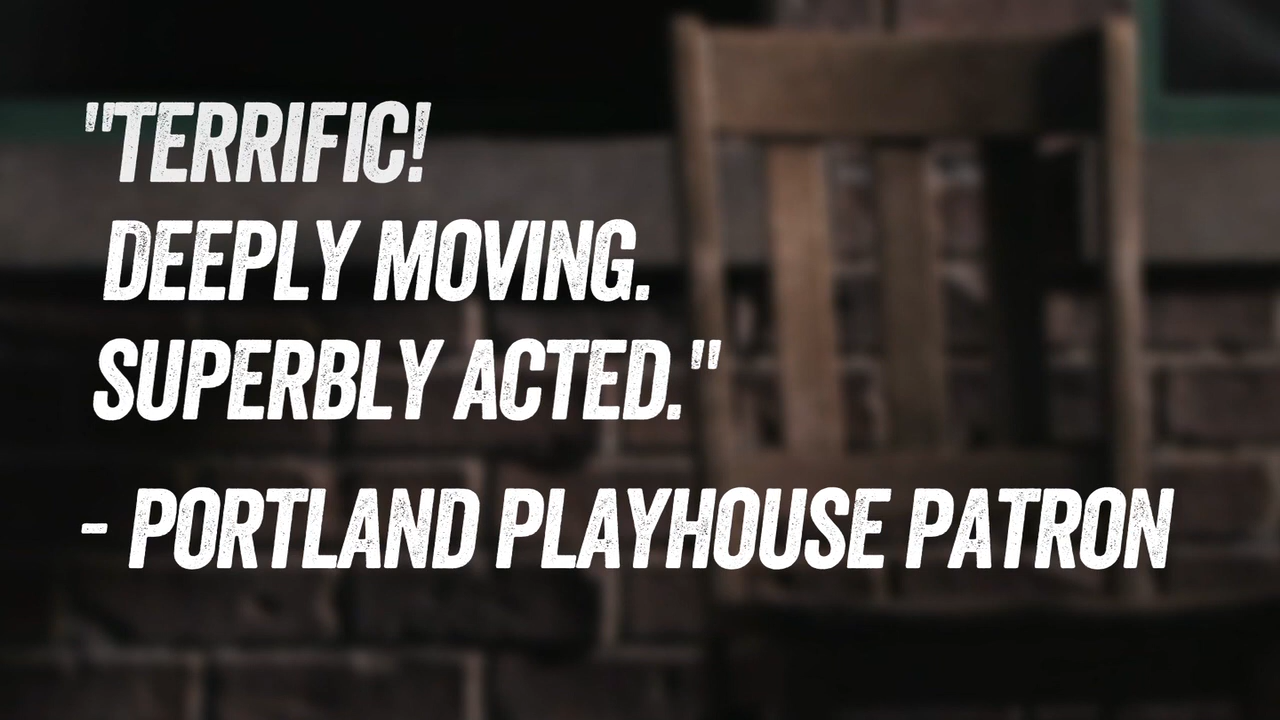 "TERRIFIC!
DEEPLY MOVING.
SUPERBLY ACTED."
- PORTLAND PLAYHOUSE PATRON